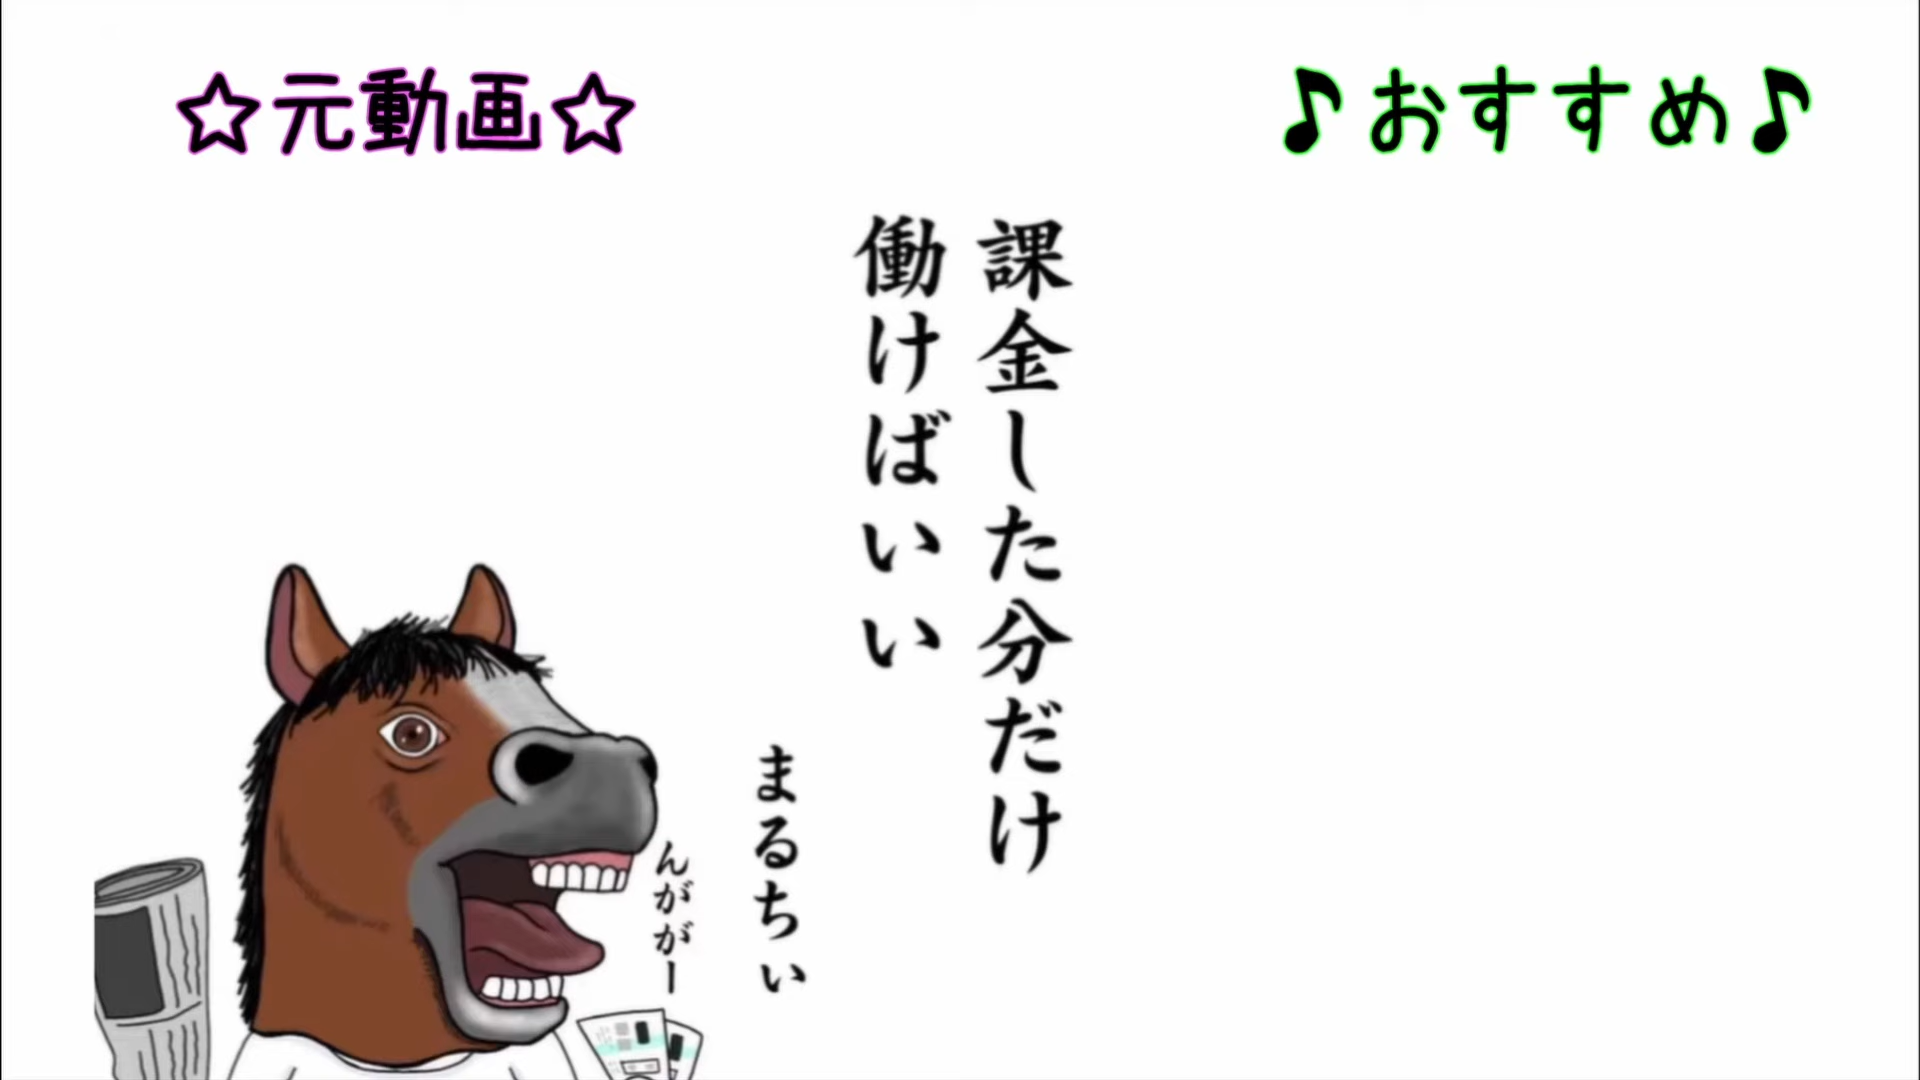 ☆元動画☆
♪おすすめ♪
課金した分だけ
働けばいい
まるちぃ
んががー